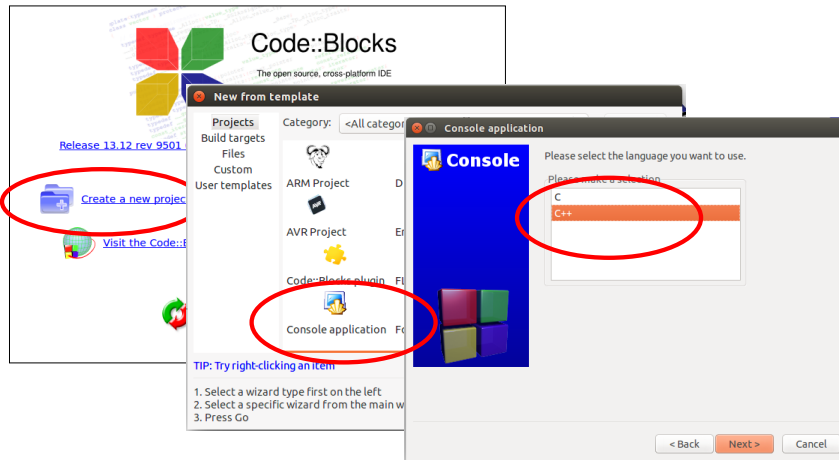 Code::Blocks
The open source, cross-platform IDE
Release 13.12 rev 9501
Create a new projec
Visit the Code::B
New from template
Projects
Build targets
Files
Custom
User templates
Category: <All categor
ARM Project D
AVR Project Em
Code::Blocks plugin FL
Console application Fo
TIP: Try right-clicking an item
1. Select a wizard type first on the left
2. Select a specific wizard from the main w
3. Press Go
Console application
Console
Please select the language you want to use.
Please make a selection
C
C++
< Back Next > Cancel